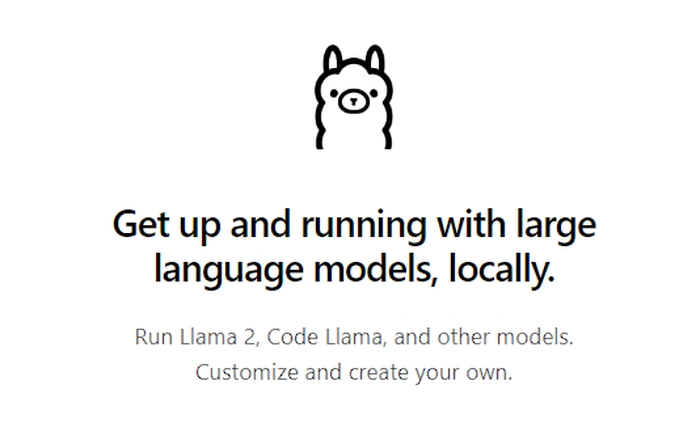 Get up and running with large
language models, locally.
Run Llama 2, Code Llama, and other models.
Customize and create your own.